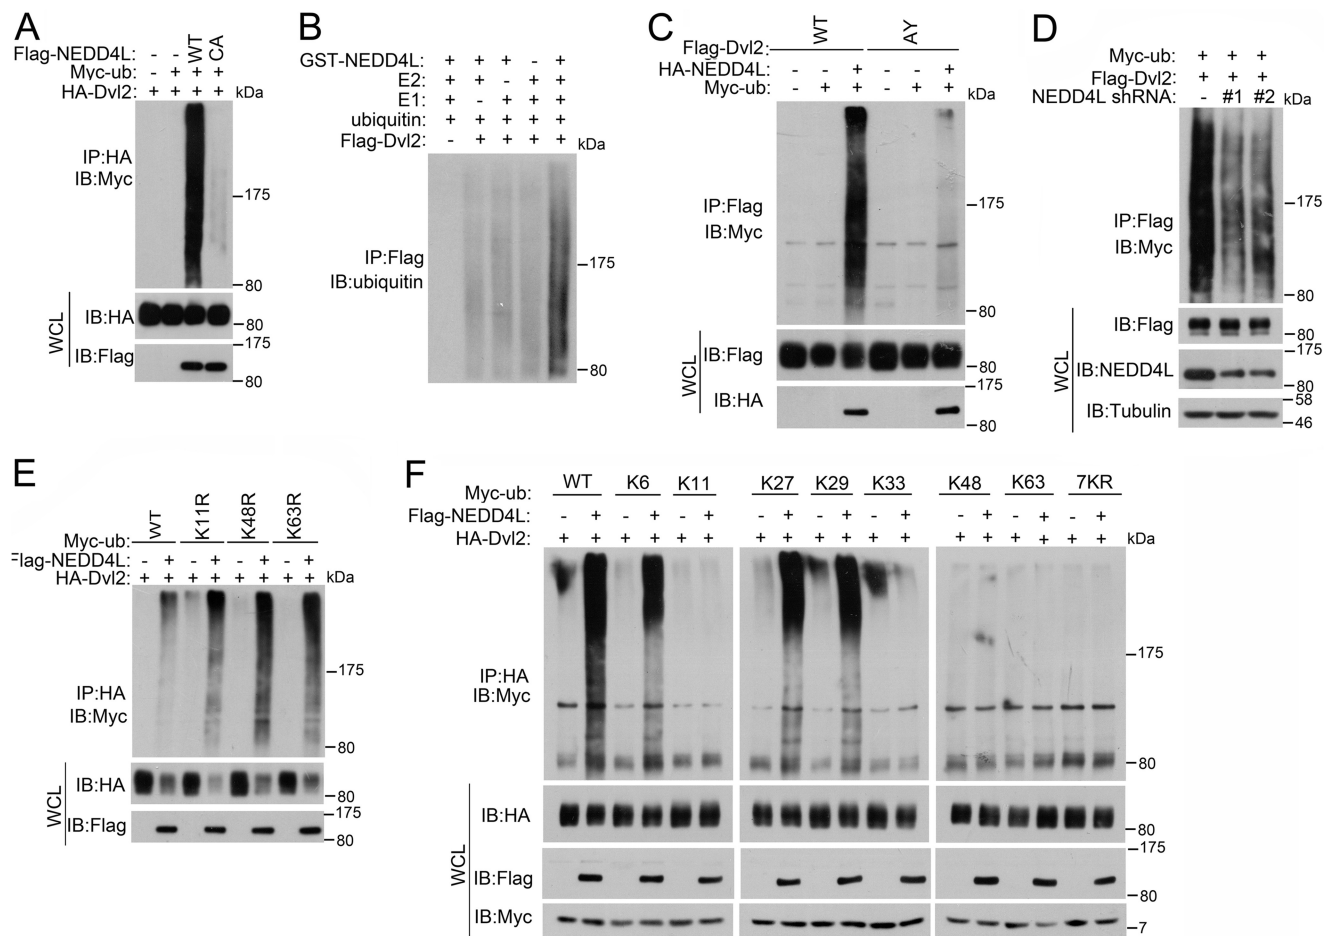 A
Flag-NEDD4L: - - WT CA
Myc-ub: - + + +
HA-Dvl2: + + + + kDa
IP:HA
IB:Myc
175
80
WCL
IB:HA
80
175
IB:Flag
80
B
GST-NEDD4L: + + + - +
E2: + + - + +
E1: + - + + +
ubiquitin: + + + + +
Flag-Dvl2: - + + + +
kDa
IP:Flag
IB:ubiquitin
175
80
C
Flag-Dvl2: WT AY
HA-NEDD4L: - - + - - +
Myc-ub: - + + - + +
kDa
IP:Flag
IB:Myc
175
80
WCL
IB:Flag
80
175
IB:HA
80
D
Myc-ub: + + +
Flag-Dvl2: + + +
NEDD4L shRNA: - #1 #2 kDa
175
IP:Flag
IB:Myc
80
WCL
IB:Flag
80
175
IB:NEDD4L
80
58
IB:Tubulin
46
E
Myc-ub: WT K11R K48R K63R
Flag-NEDD4L: - + - + - + - +
HA-Dvl2: + + + + + + + + kDa
175
IP:HA
IB:Myc
80
WCL
IB:HA
80
175
IB:Flag
80
F
Myc-ub: WT K6 K11 K27 K29 K33 K48 K63 7KR
Flag-NEDD4L: - + - + - + - + - + - + - + - + - +
HA-Dvl2: + + + + + + + + + + + + + + + + + + kDa
175
IP:HA
IB:Myc
80
WCL
IB:HA
80
175
IB:Flag
80
IB:Myc
7